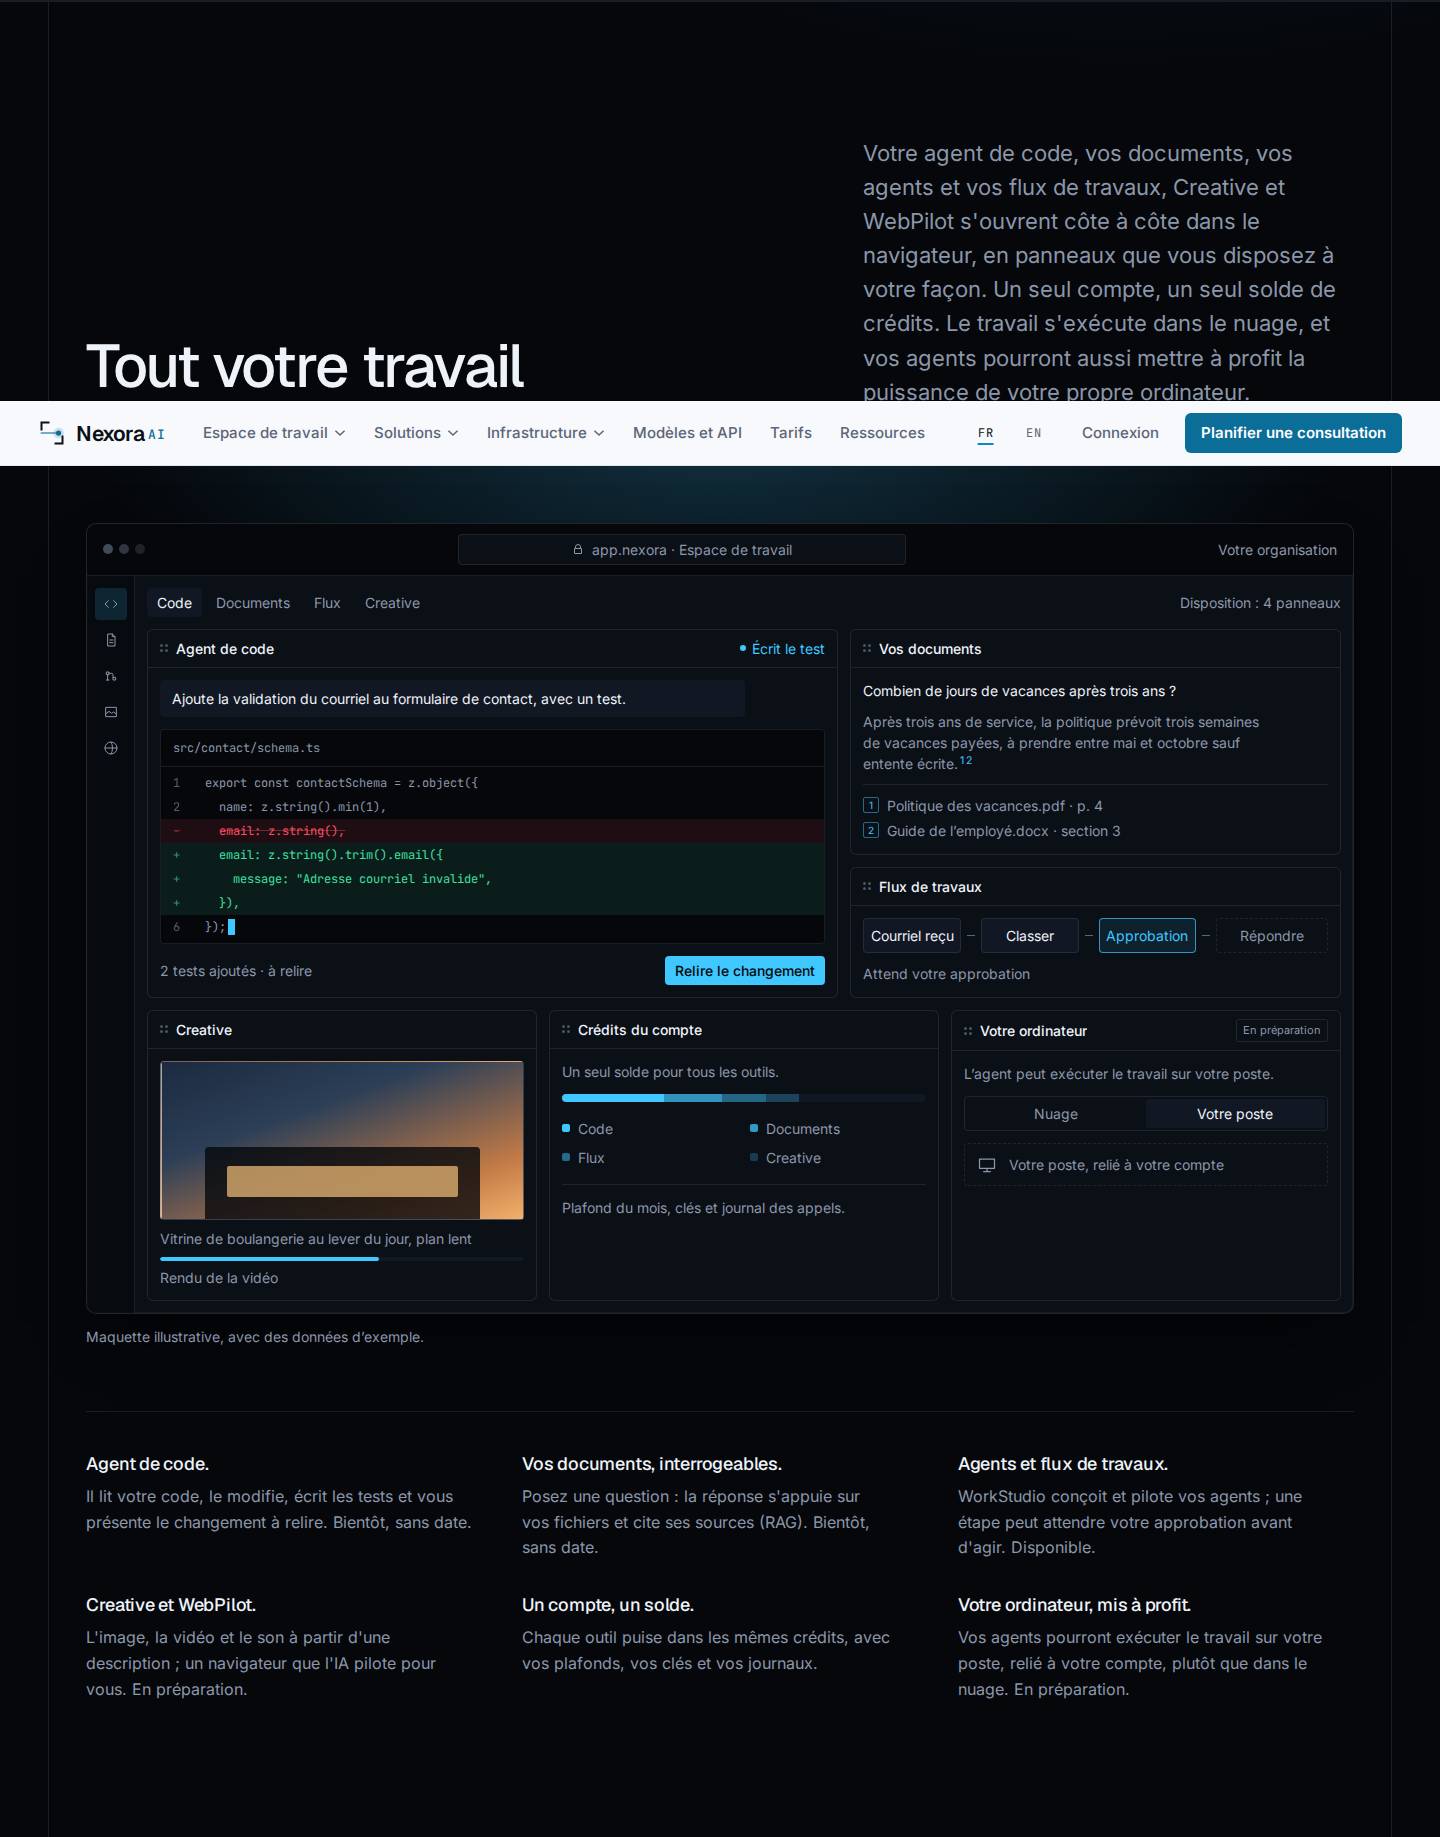 Votre agent de code, vos documents, vos
agents et vos flux de travaux, Creative et
WebPilot s'ouvrent côte à côte dans le
navigateur, en panneaux que vous disposez à
votre façon. Un seul compte, un seul solde de
crédits. Le travail s'exécute dans le nuage, et
vos agents pourront aussi mettre à profit la
puissance de votre propre ordinateur.
Tout votre travail
Nexora AI
Espace de travail
Solutions
Infrastructure
Modèles et API
Tarifs
Ressources
FR
EN
Connexion
Planifier une consultation
app.nexora · Espace de travail
Votre organisation
Code
Documents
Flux
Creative
Disposition : 4 panneaux
Agent de code
Écrit le test
Ajoute la validation du courriel au formulaire de contact, avec un test.
src/contact/schema.ts
1 export const contactSchema = z.object({
2 name: z.string().min(1),
- email: z.string(),
+ email: z.string().trim().email({
+ message: "Adresse courriel invalide",
+ }),
6 });
2 tests ajoutés · à relire
Relire le changement
Vos documents
Combien de jours de vacances après trois ans ?
Après trois ans de service, la politique prévoit trois semaines
de vacances payées, à prendre entre mai et octobre sauf
entente écrite. 1 2
1 Politique des vacances.pdf · p. 4
2 Guide de l’employé.docx · section 3
Flux de travaux
Courriel reçu
Classer
Approbation
Répondre
Attend votre approbation
Creative
Vitrine de boulangerie au lever du jour, plan lent
Rendu de la vidéo
Crédits du compte
Un seul solde pour tous les outils.
Code
Documents
Flux
Creative
Plafond du mois, clés et journal des appels.
Votre ordinateur
En préparation
L’agent peut exécuter le travail sur votre poste.
Nuage
Votre poste
Votre poste, relié à votre compte
Maquette illustrative, avec des données d’exemple.
Agent de code.
Il lit votre code, le modifie, écrit les tests et vous
présente le changement à relire. Bientôt, sans date.
Vos documents, interrogeables.
Posez une question : la réponse s'appuie sur
vos fichiers et cite ses sources (RAG). Bientôt,
sans date.
Agents et flux de travaux.
WorkStudio conçoit et pilote vos agents ; une
étape peut attendre votre approbation avant
d'agir. Disponible.
Creative et WebPilot.
L'image, la vidéo et le son à partir d'une
description ; un navigateur que l'IA pilote pour
vous. En préparation.
Un compte, un solde.
Chaque outil puise dans les mêmes crédits, avec
vos plafonds, vos clés et vos journaux.
Votre ordinateur, mis à profit.
Vos agents pourront exécuter le travail sur votre
poste, relié à votre compte, plutôt que dans le
nuage. En préparation.